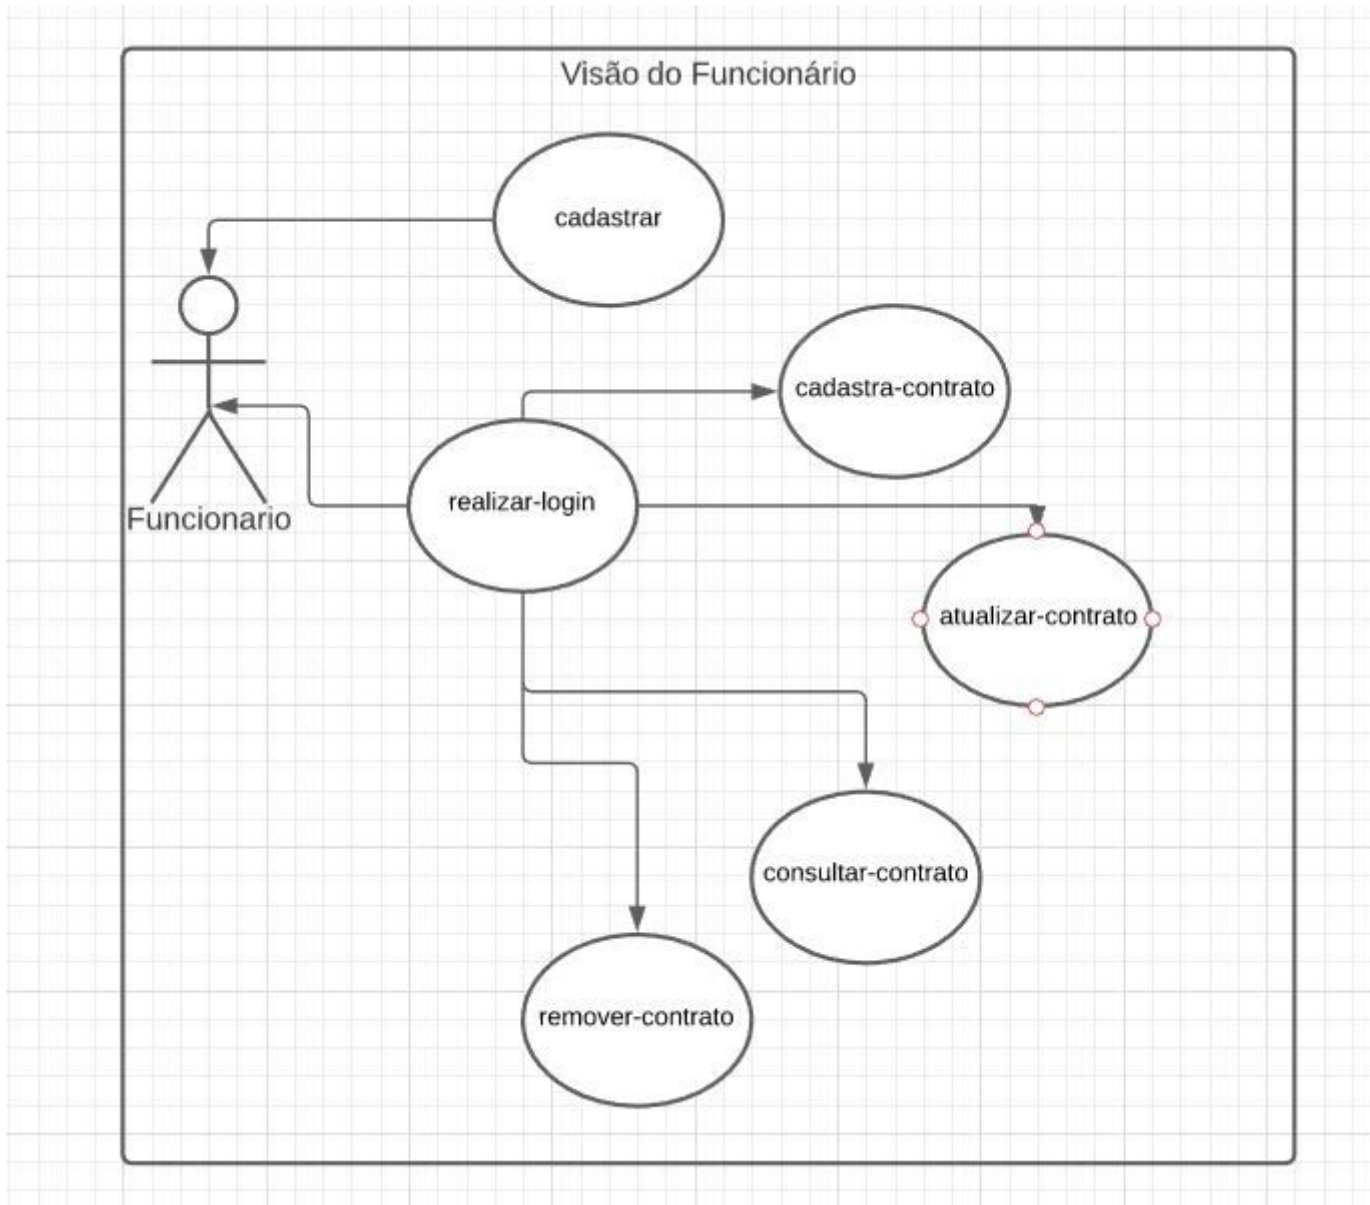 Visão do Funcionário
cadastrar
cadastra-contrato
realizar-login
Funcionario
atualizar-contrato
consultar-contrato
remover-contrato